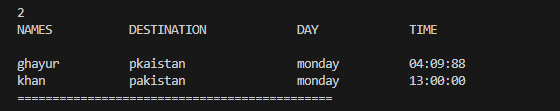 2
NAMES DESTINATION DAY TIME
ghayur pkaistan monday 04:09:88
khan pakistan monday 13:00:00
=============================================